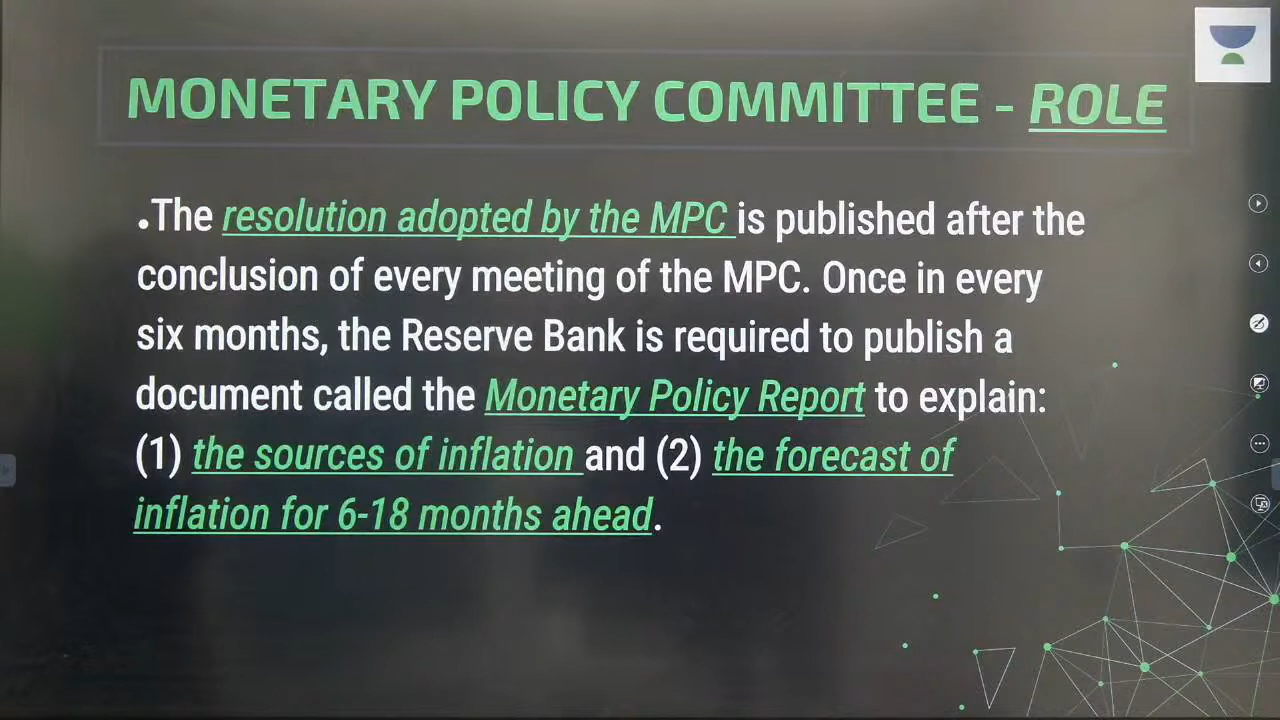 MONETARY POLICY COMMITTEE - ROLE
•The resolution adopted by the MPC is published after the
conclusion of every meeting of the MPC. Once in every
six months, the Reserve Bank is required to publish a
document called the Monetary Policy Report to explain:
(1) the sources of inflation and (2) the forecast of
inflation for 6-18 months ahead.